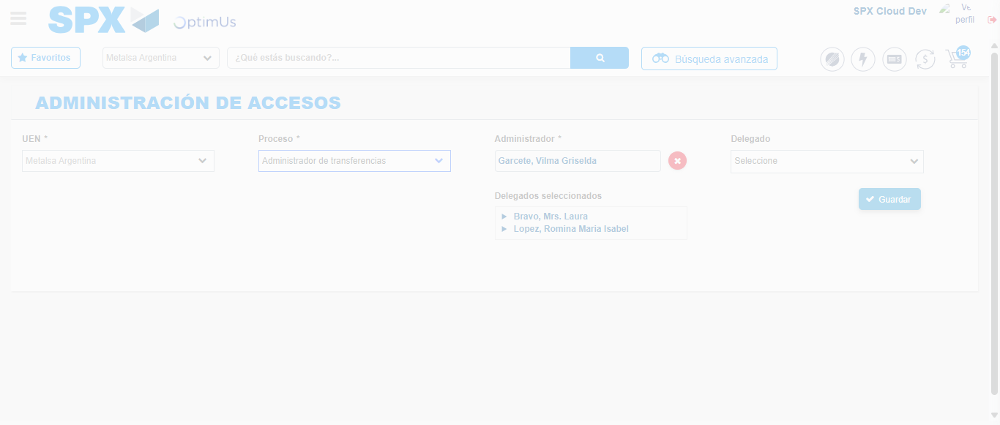 SPX
OptimUs
SPX Cloud Dev
perfil
Favoritos
Metalsa Argentina
¿Qué estás buscando?...
Búsqueda avanzada
154
ADMINISTRACIÓN DE ACCESOS
UEN *
Proceso *
Administrador *
Delegado
Metalsa Argentina
Administrador de transferencias
Garcete, Vilma Griselda
Seleccione
Delegados seleccionados
Guardar
Bravo, Mrs. Laura
Lopez, Romina Maria Isabel